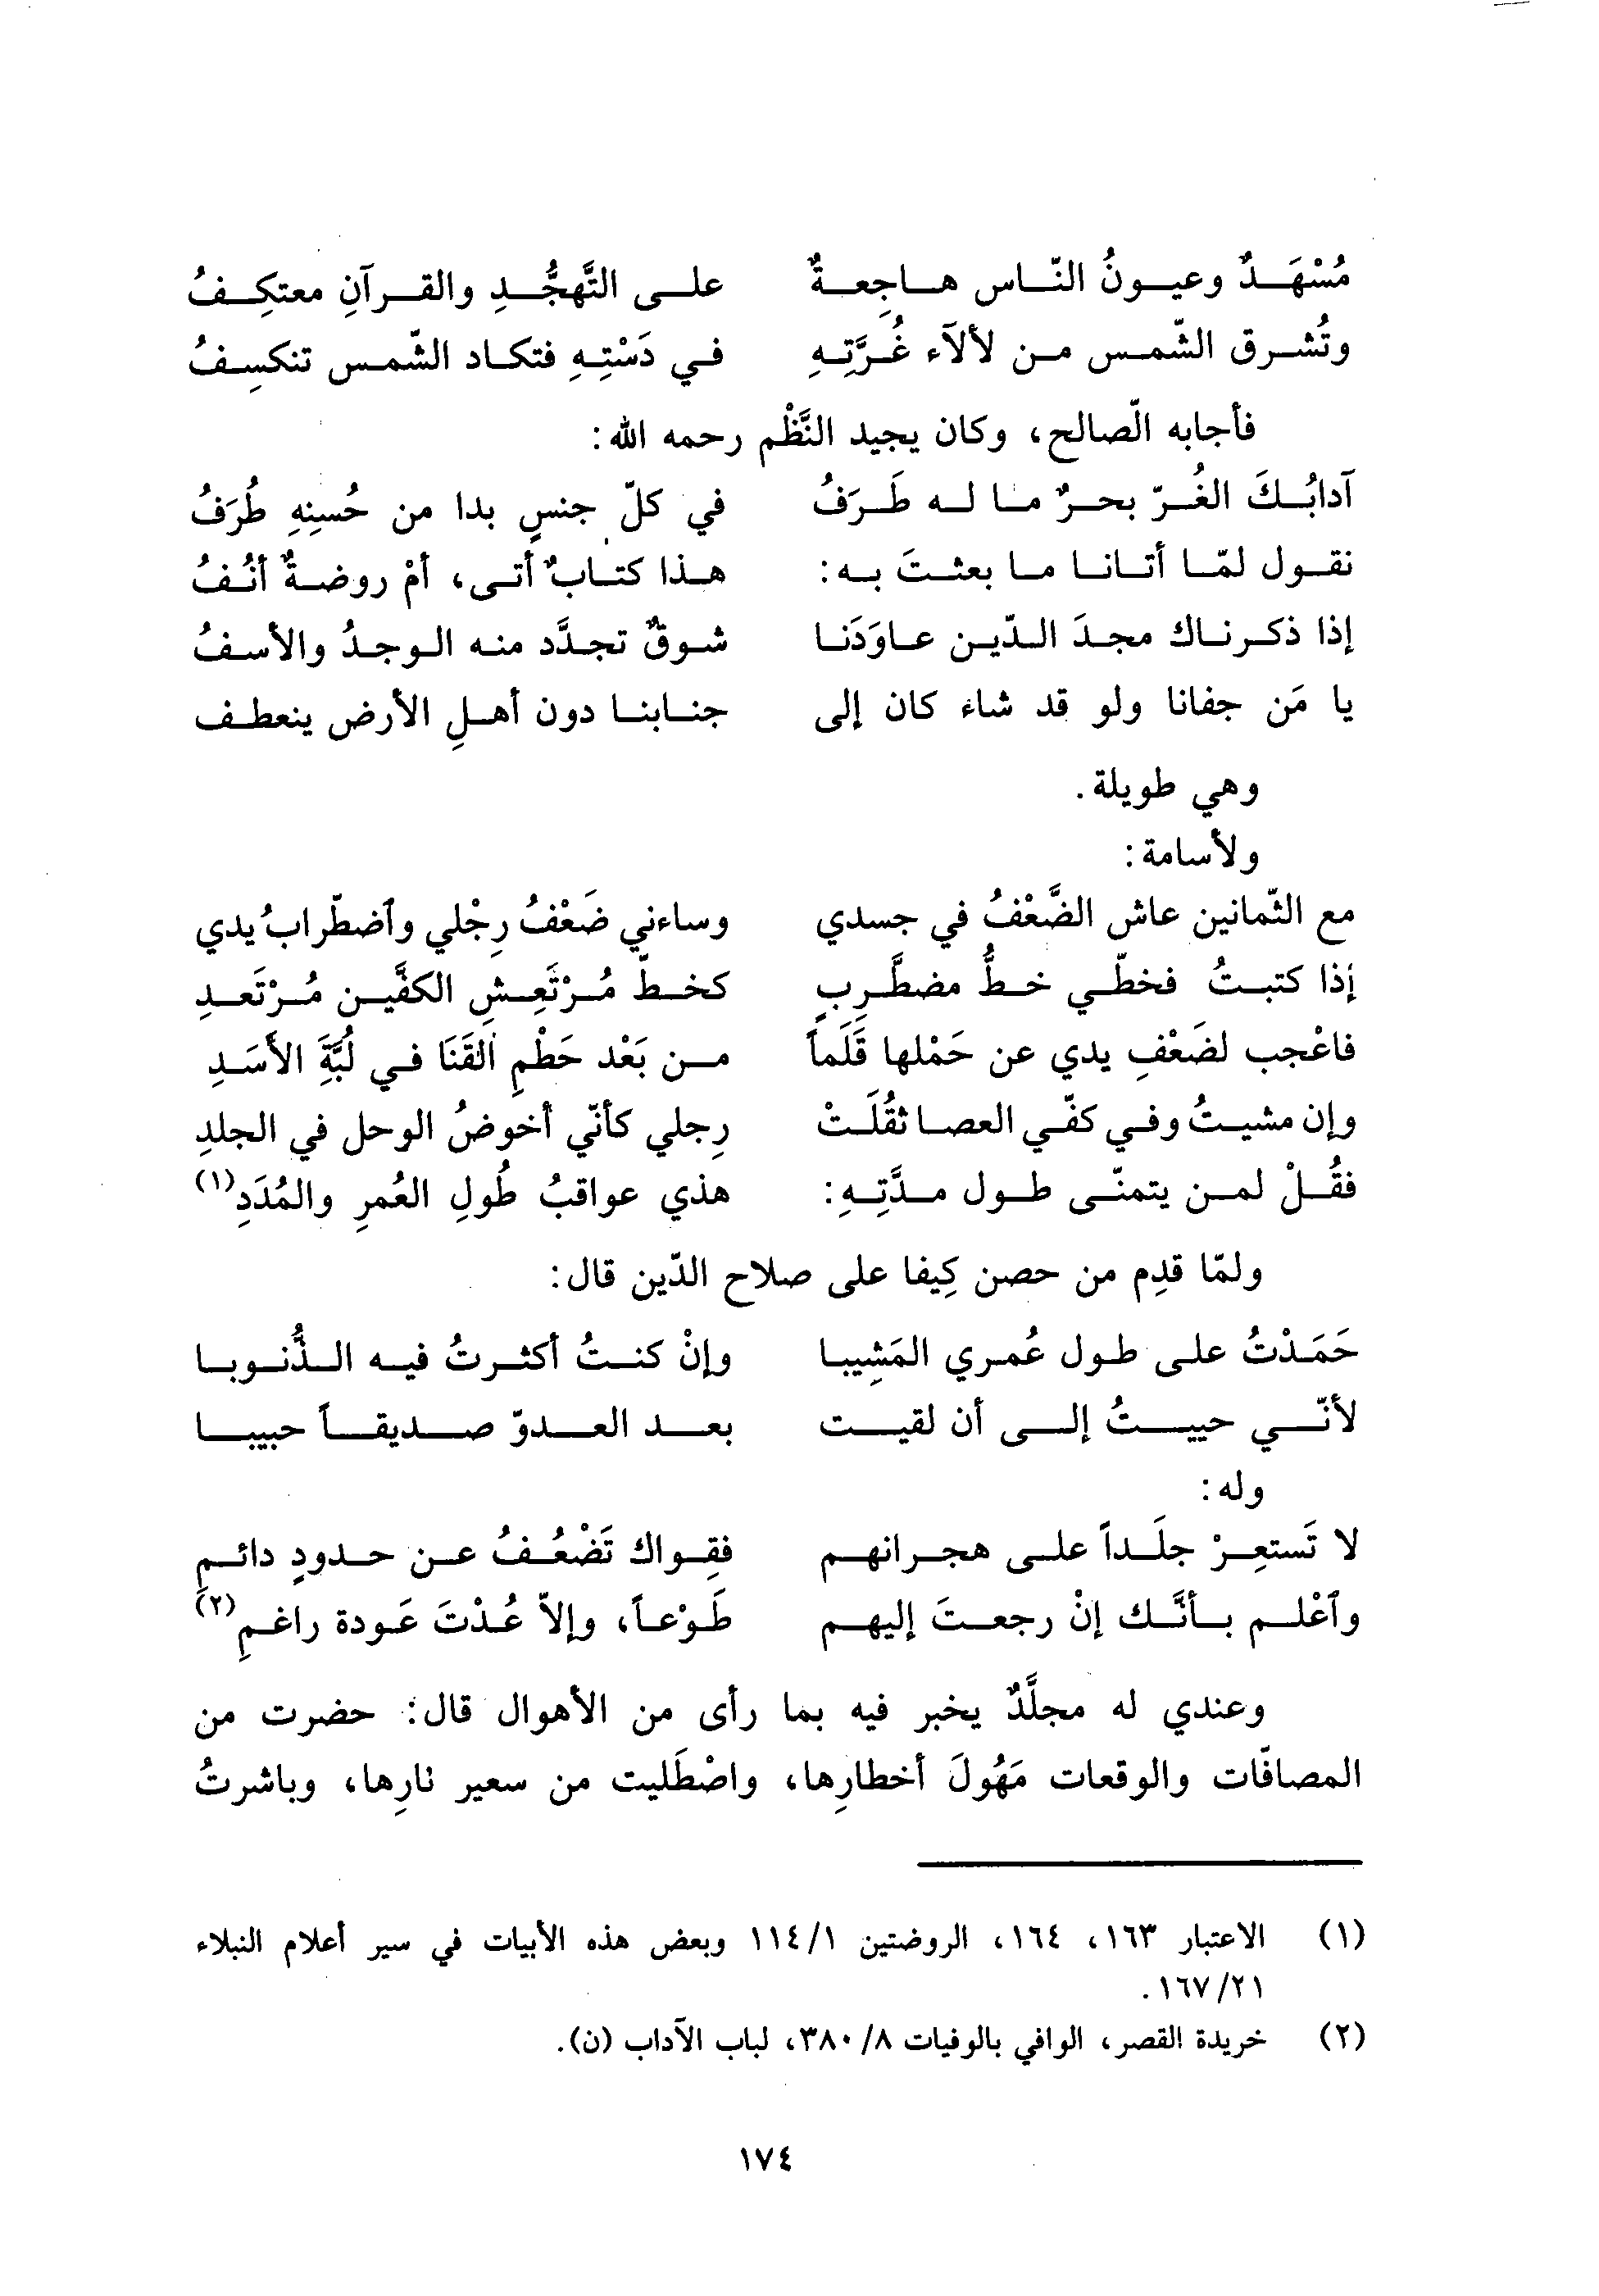 مُسْهَدٌ وعيونُ النّاس هاجِعةٌ على التَّهجُّدِ والقرآنِ معتكِفُ
وتُشرق الشّمس من لألآء غُرَّتِهِ في دَسْتِهِ فتكاد الشّمس تنكسِفُ
فأجابه الّصالح، وكان يجيد النَّظْم رحمه الله:
آدابُكَ الغُرّ بحرٌ ما له طَرَفُ في كلّ جنسٍ بدا من حُسنِهِ طُرَفُ
نقول لمّا أتانا ما بعثتَ به: هذا كتابٌ أتى، أمْ روضةٌ أنُفُ
إذا ذكرناك مجدَ الدّين عاوَدَنا شوقٌ تجدَّد منه الوجدُ والأسفُ
يا مَن جفانا ولو قد شاء كان إلى جنابنا دون أهلِ الأرض ينعطف
وهي طويلة.
ولأسامة:
مع الثّمانين عاش الضَّعْفُ في جسدي وساءني ضَعْفُ رِجْلي وٱضطّرابُ يدي
إذا كتبتُ فخطّي خطُّ مضطَّرِبٍ كخطّ مُرْتَعِشِ الكفَّين مُرْتَعدِ
فاعْجب لضَعْفِ يدي عن حَمْلها قَلَماً من بَعْد حَطْمِ القَنَا في لُبَّةَِ الأَسَدِ
وإن مشيتُ وفي كفّي العصا ثقُلَتْ رِجلي كأنّي أخوضُ الوحل في الجلدِ
فقُلْ لمن يتمنّى طول مدَّتِهِ: هذي عواقبُ طُولِ العُمرِ والمُدَدِ(١)
ولمّا قدِم من حصن كِيفا على صلاح الدّين قال:
حَمَدْتُ على طول عُمري المَشِيبا وإنْ كنتُ أكثرتُ فيه الذُّنوبا
لأنّي حييتُ إلى أن لقيت بعد العدوّ صديقاً حبيبا
وله:
لا تَستعِرْ جلَداً على هجرانهم فقِواك تَضْعُفُ عن حدودٍ دائمِ
وٱعْلم بأنَّك إنْ رجعتَ إليهم طَوْعاً، وإلاّ عُدْتَ عَودة راغمِ(٢)
وعندي له مجلَّدٌ يخبر فيه بما رأى من الأهوال قال: حضرت من
المصافّات والوقعات مَهُولَ أخطارِها، واصْطَليت من سعير نارِها، وباشرتُ
(١) الاعتبار ١٦٣، ١٦٤، الروضتين ١/١١٤ وبعض هذه الأبيات في سير أعلام النبلاء
٢١/١٦٧.
(٢) خريدة القصر، الوافي بالوفيات ٨/٣٨٠، لباب الآداب (ن).
١٧٤